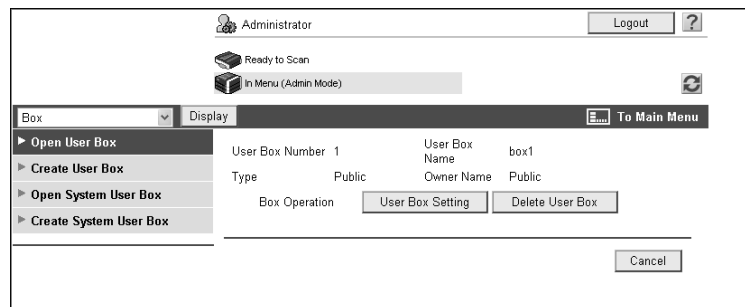 Administrator
Logout
?
Ready to Scan
In Menu (Admin Mode)
Box
Display
To Main Menu
Open User Box
Create User Box
Open System User Box
Create System User Box
User Box Number 1 User Box Name box1
Type Public Owner Name Public
Box Operation User Box Setting Delete User Box
Cancel